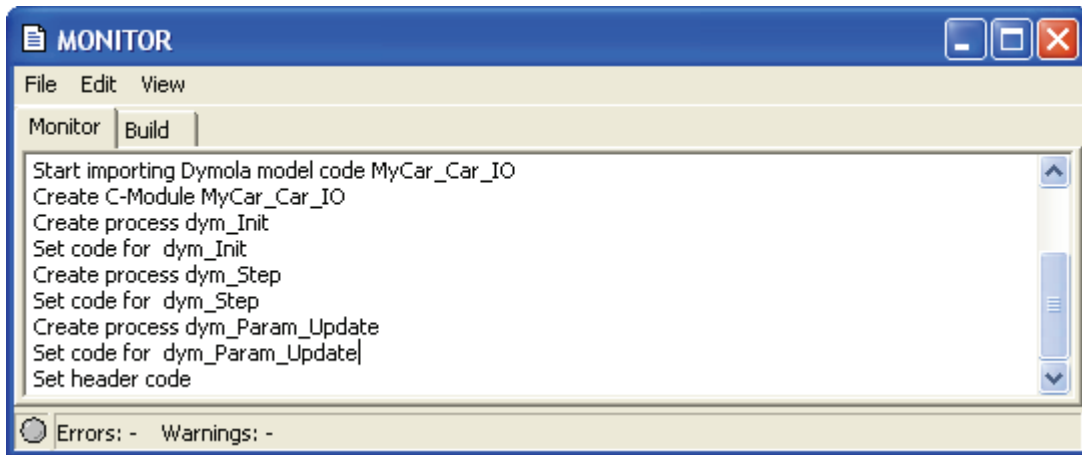 MONITOR
File Edit View
Monitor Build
Start importing Dymola model code MyCar_Car_IO
Create C-Module MyCar_Car_IO
Create process dym_Init
Set code for dym_Init
Create process dym_Step
Set code for dym_Step
Create process dym_Param_Update
Set code for dym_Param_Update
Set header code
Errors: - Warnings: -